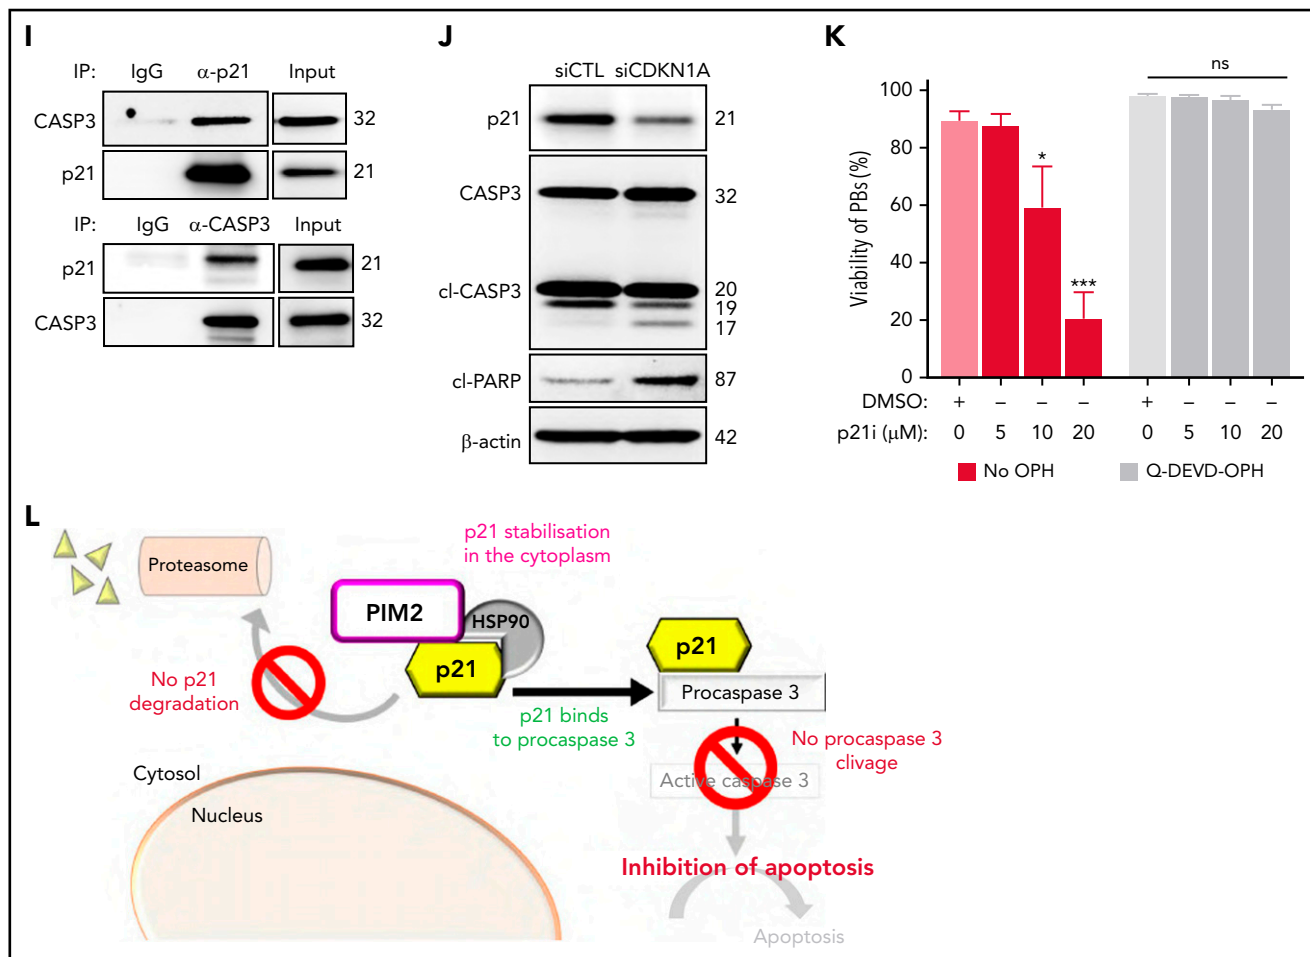 I
IP: IgG α-p21 Input
CASP3 32
p21 21
IP: IgG α-CASP3 Input
p21 21
CASP3 32
J
siCTL siCDKN1A
p21 21
CASP3 32
cl-CASP3 20
19
17
cl-PARP 87
β-actin 42
K
Viability of PBs (%)
100
80
60
40
20
0
ns
*
***
DMSO: + – – – + – – –
p21i (μM): 0 5 10 20 0 5 10 20
No OPH Q-DEVD-OPH
L
Proteasome
p21 stabilisation
in the cytoplasm
PIM2
HSP90
p21
No p21
degradation
p21 binds
to procaspase 3
p21
Procaspase 3
No procaspase 3
clivage
Active caspase 3
Cytosol
Nucleus
Inhibition of apoptosis
Apoptosis